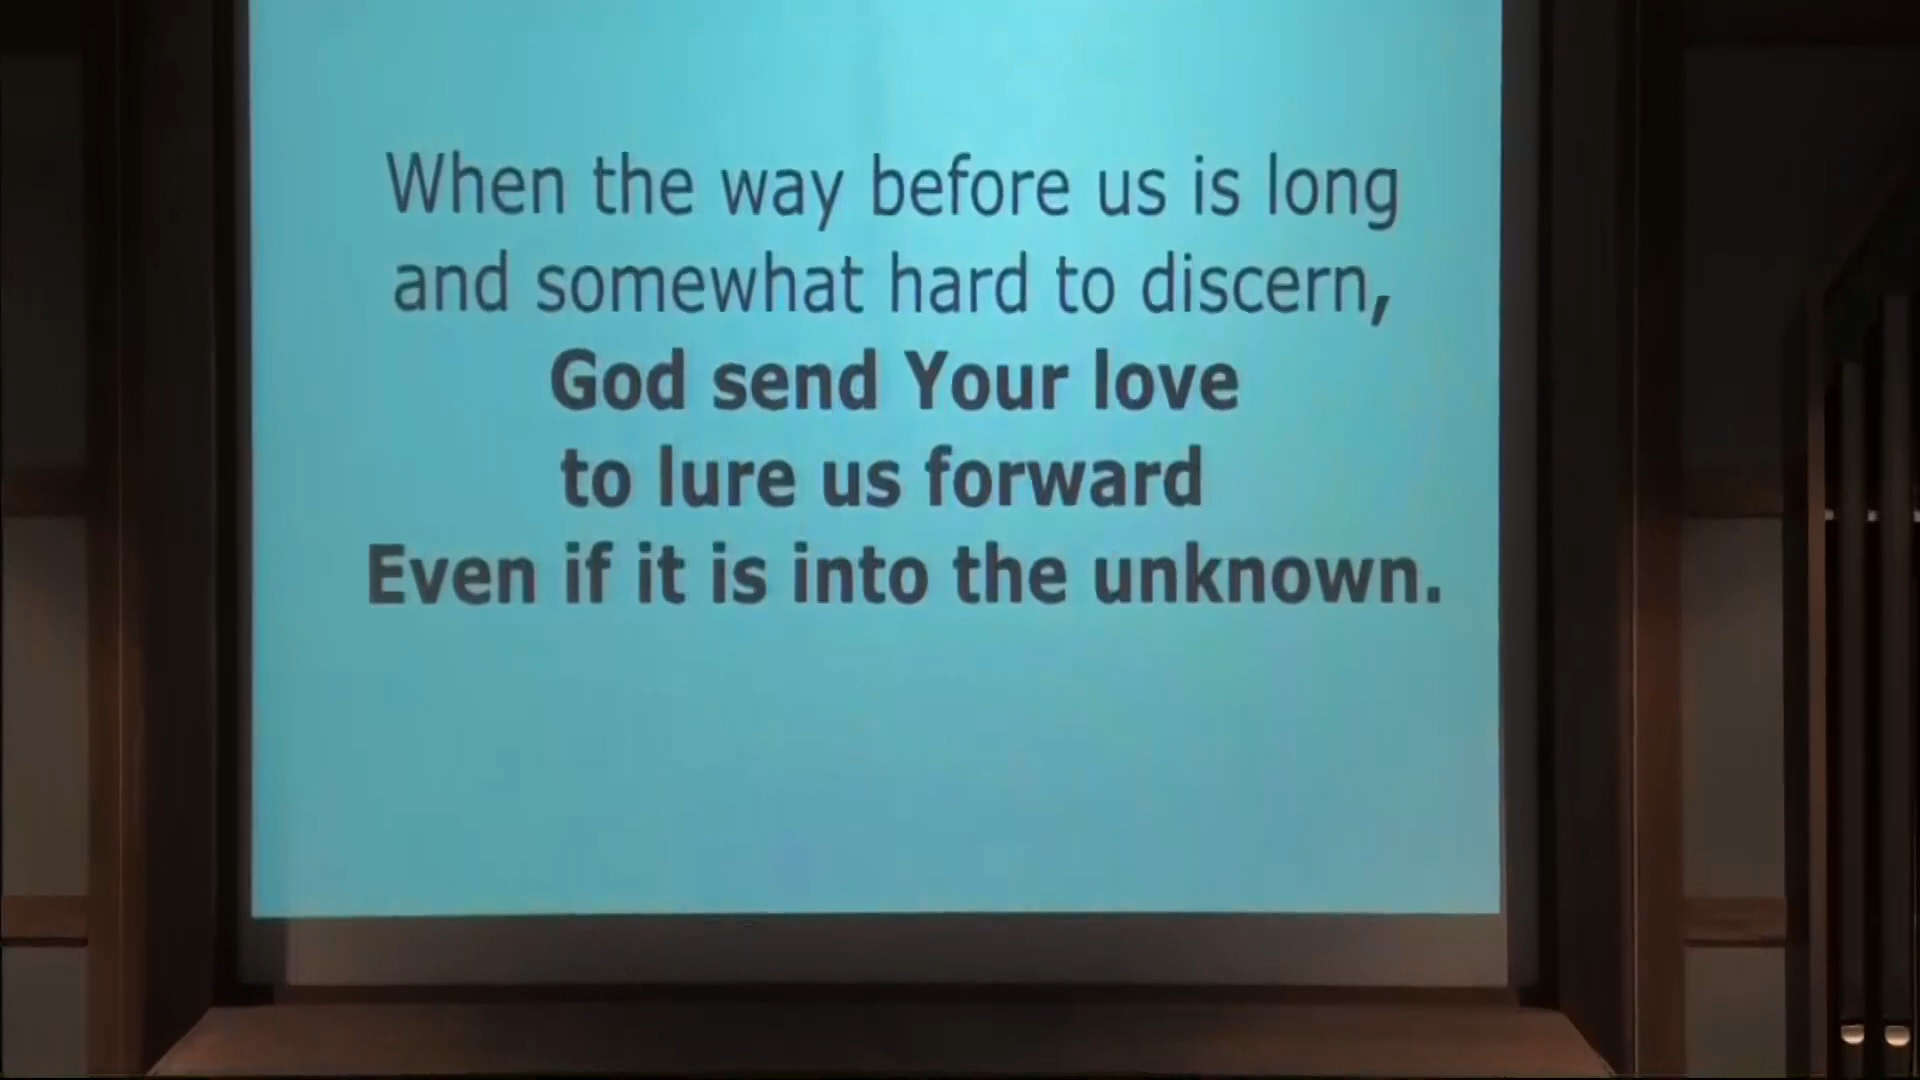 When the way before us is long
and somewhat hard to discern,
God send Your love
to lure us forward
Even if it is into the unknown.